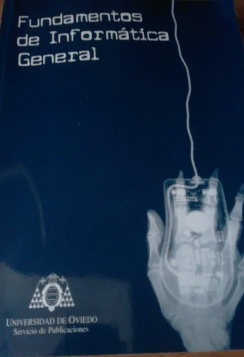 Fundamentos
de Informática
General
UNIVERSIDAD DE OVIEDO
Servicio de Publicaciones